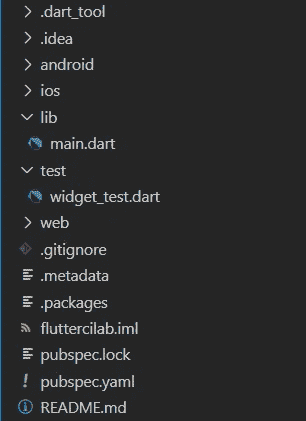 .dart_tool
.idea
android
ios
lib
main.dart
test
widget_test.dart
web
.gitignore
.metadata
.packages
fluttercilab.iml
pubspec.lock
pubspec.yaml
README.md